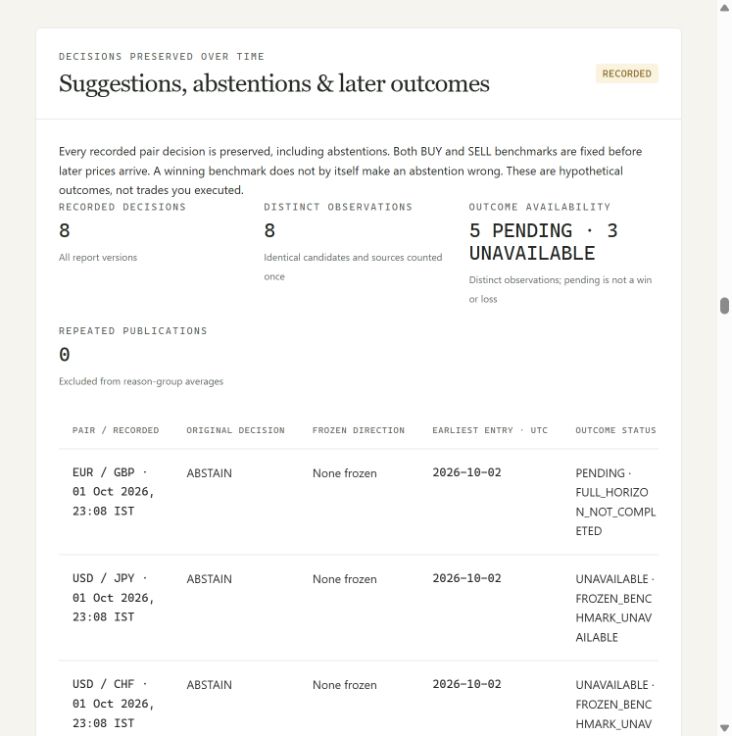 DECISIONS PRESERVED OVER TIME
Suggestions, abstentions & later outcomes
RECORDED
Every recorded pair decision is preserved, including abstentions. Both BUY and SELL benchmarks are fixed before
later prices arrive. A winning benchmark does not by itself make an abstention wrong. These are hypothetical
outcomes, not trades you executed.
RECORDED DECISIONS
8
All report versions
DISTINCT OBSERVATIONS
8
Identical candidates and sources counted
once
OUTCOME AVAILABILITY
5 PENDING · 3
UNAVAILABLE
Distinct observations; pending is not a win
or loss
REPEATED PUBLICATIONS
0
Excluded from reason-group averages
PAIR / RECORDED ORIGINAL DECISION FROZEN DIRECTION EARLIEST ENTRY · UTC OUTCOME STATUS
EUR / GBP · ABSTAIN None frozen 2026-10-02 PENDING ·
01 Oct 2026, FULL_HORIZO
23:08 IST N_NOT_COMPL
ETED
USD / JPY · ABSTAIN None frozen 2026-10-02 UNAVAILABLE ·
01 Oct 2026, FROZEN_BENC
23:08 IST HMARK_UNAV
AILABLE
USD / CHF · ABSTAIN None frozen 2026-10-02 UNAVAILABLE ·
01 Oct 2026, FROZEN_BENC
23:08 IST HMARK_UNAV